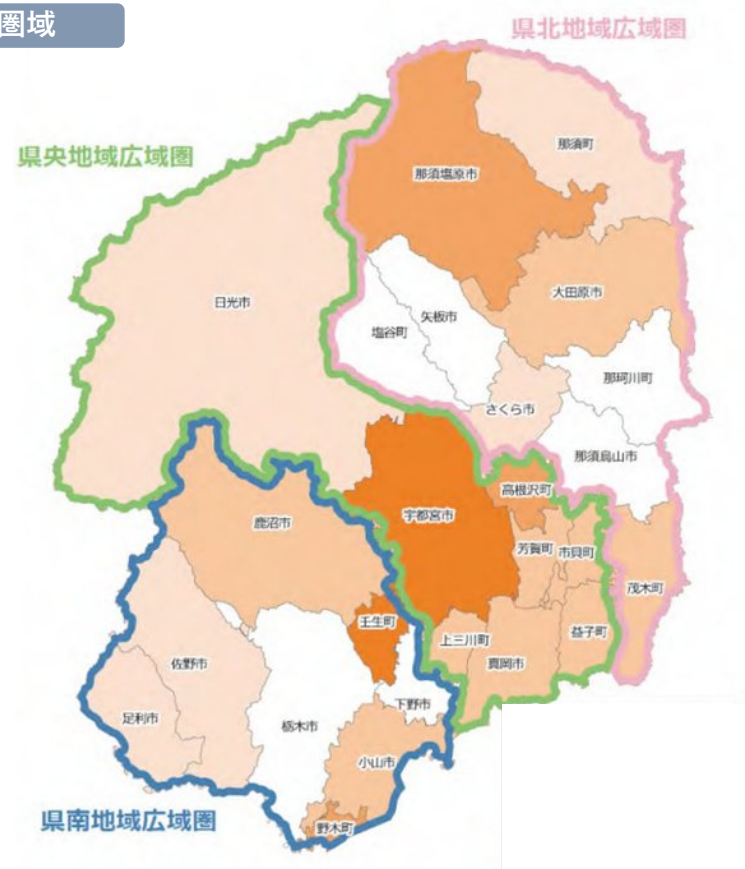 圏域
県北地域広域圏
県央地域広域圏
那須町
那須塩原市
大田原市
日光市
矢板市
塩谷町
那珂川町
さくら市
那須烏山市
高根沢町
宇都宮市
鹿沼市
芳賀町
市貝町
茂木町
壬生町
益子町
上三川町
真岡市
佐野市
下野市
足利市
栃木市
小山市
県南地域広域圏
野木町